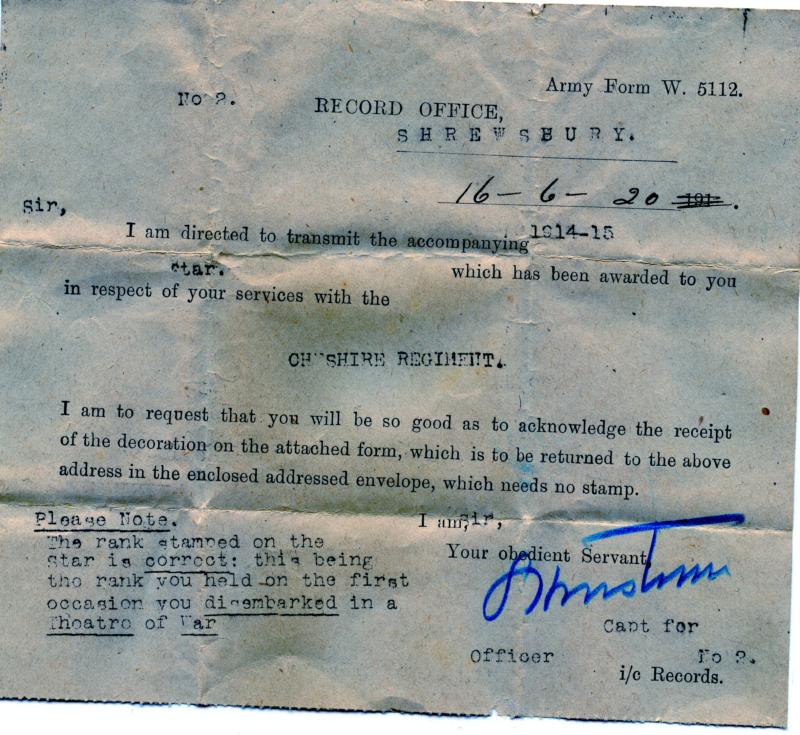 Army Form W. 5112.
No 2.
RECORD OFFICE,
SHREWSBURY.
16-6-20 191 .
Sir,
I am directed to transmit the accompanying 1914-15
Star. which has been awarded to you
in respect of your services with the
CHESHIRE REGIMENT.
I am to request that you will be so good as to acknowledge the receipt
of the decoration on the attached form, which is to be returned to the above
address in the enclosed addressed envelope, which needs no stamp.
I am, Sir,
Your obedient Servant,
Capt for
Officer No 2.
i/c Records.
Please Note.
The rank stamped on the
star is correct: this being
the rank you held on the first
occasion you disembarked in a
Theatre of War